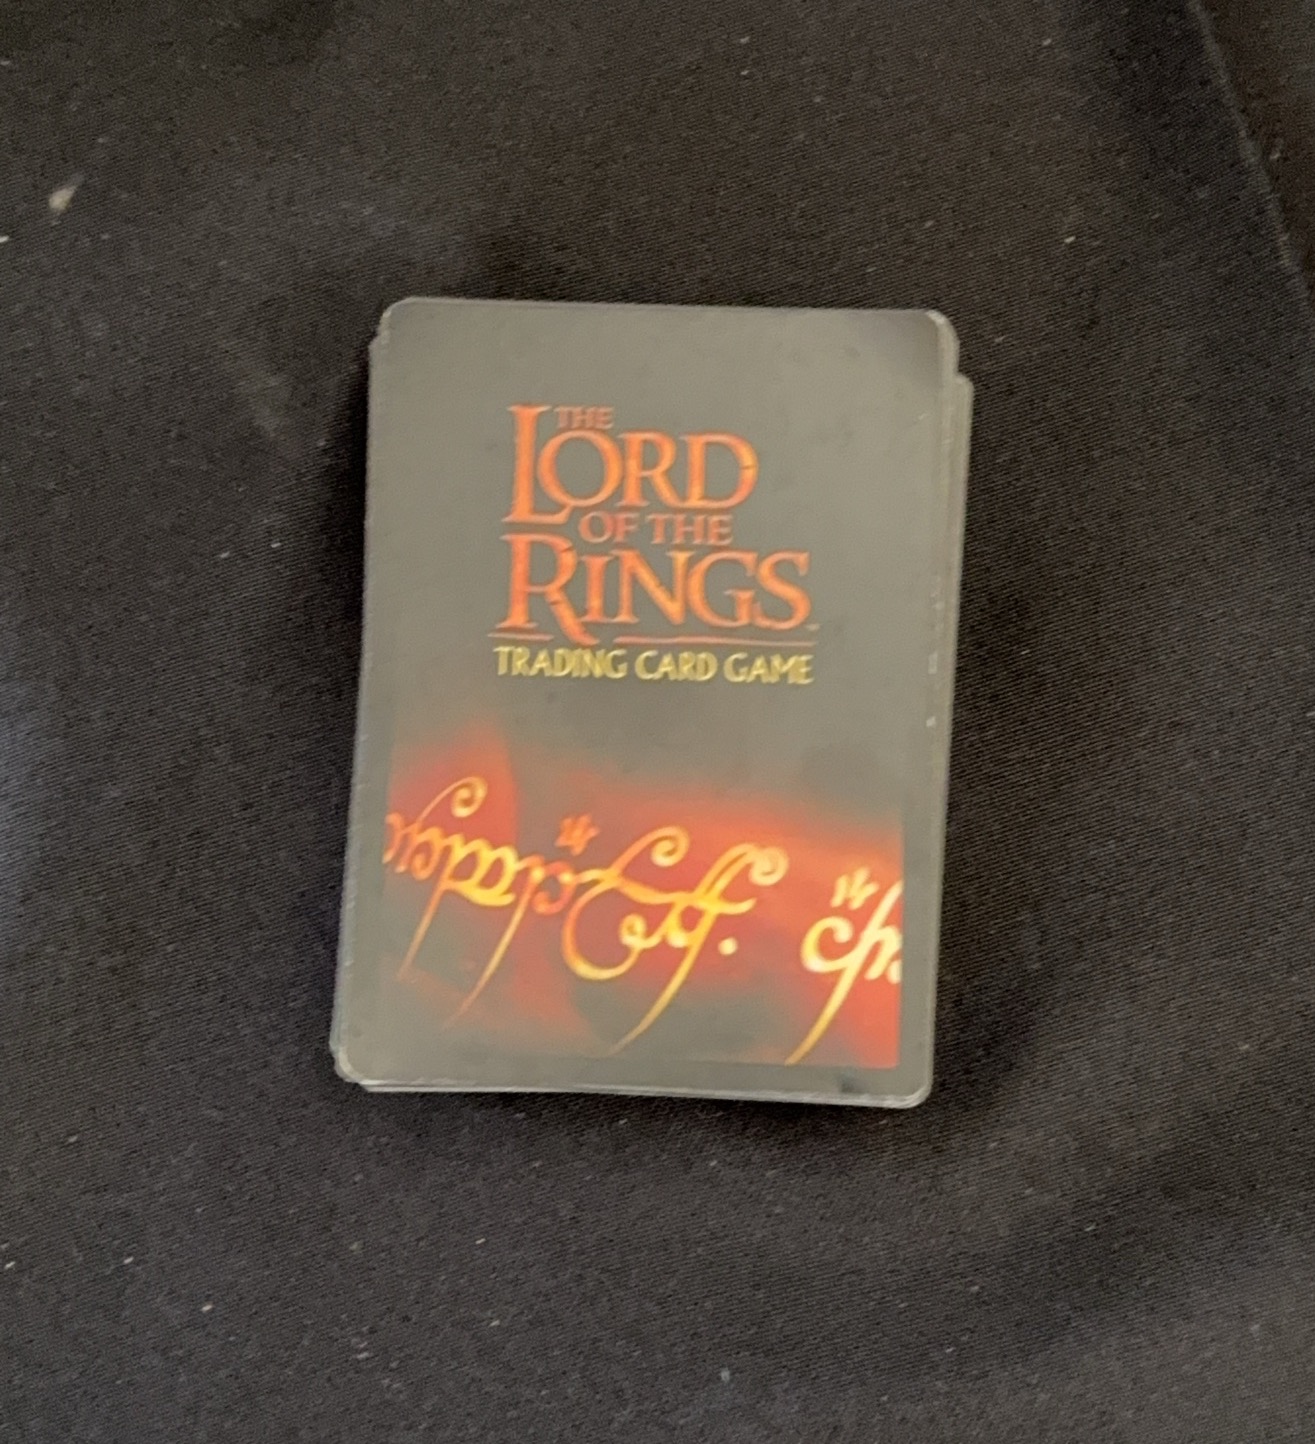 THE
LORD
OF THE
RINGS
TRADING CARD GAME